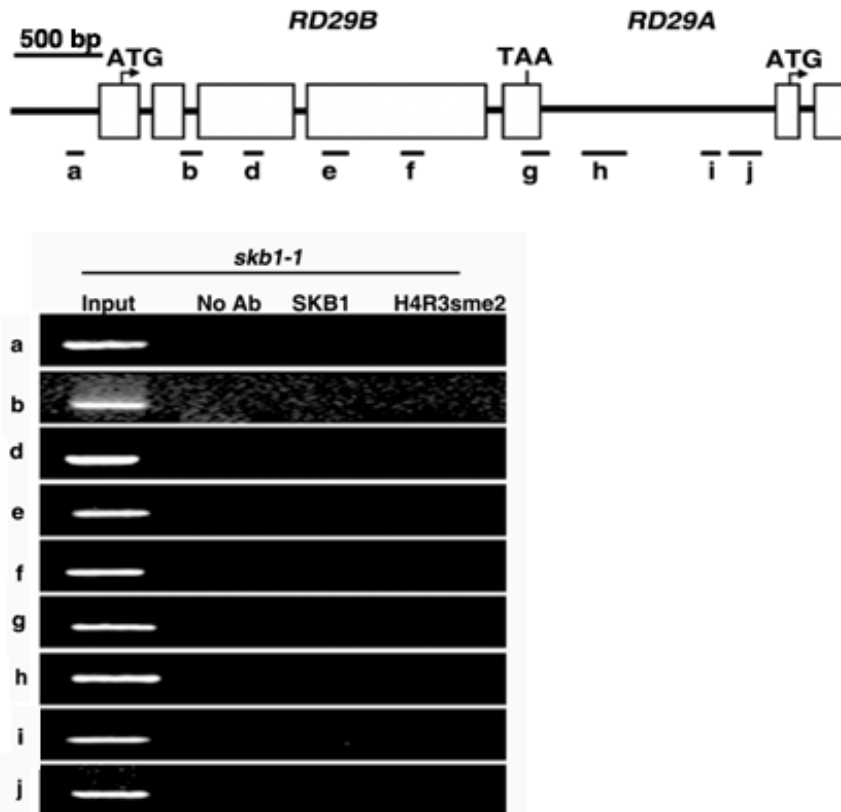 RD29B RD29A
500 bp
ATG TAA ATG
a b d e f g h i j
skb1-1
Input No Ab SKB1 H4R3sme2
a
b
d
e
f
g
h
i
j